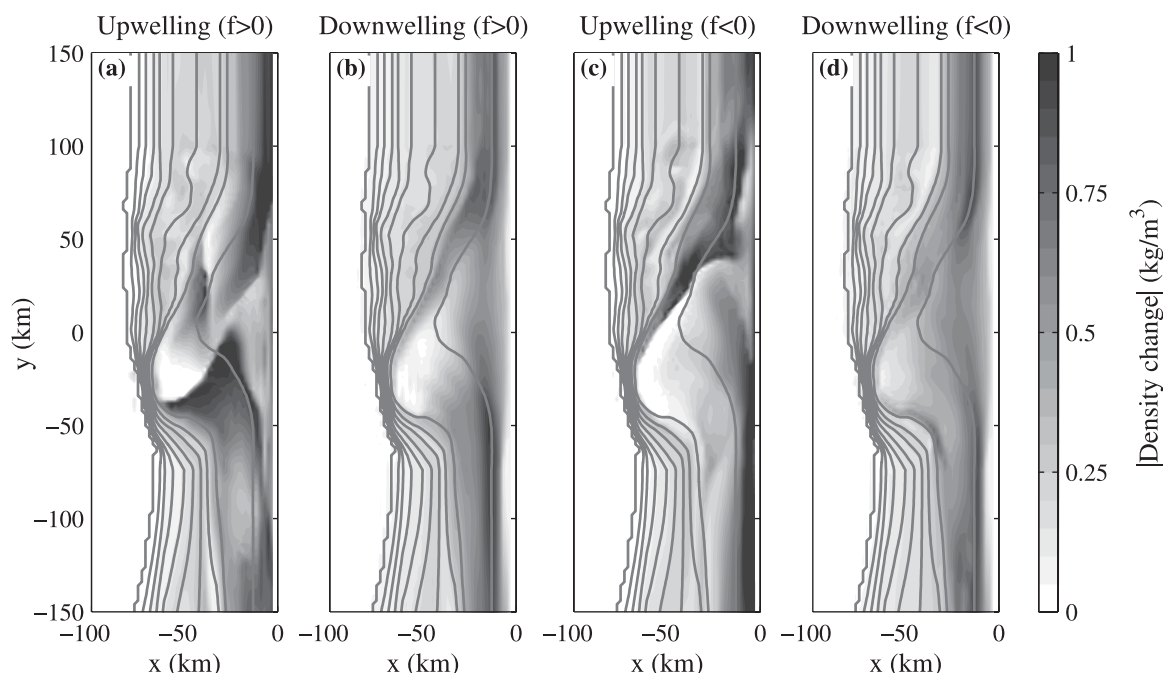 Upwelling (f>0) Downwelling (f>0) Upwelling (f<0) Downwelling (f<0)
150 (a) (b) (c) (d) 1
100
0.75
50
0 0.5
−50
0.25
−100
−150 0
−100 −50 0 −100 −50 0 −100 −50 0 −100 −50 0
x (km) x (km) x (km) x (km)
y (km)
|Density change| (kg/m³)